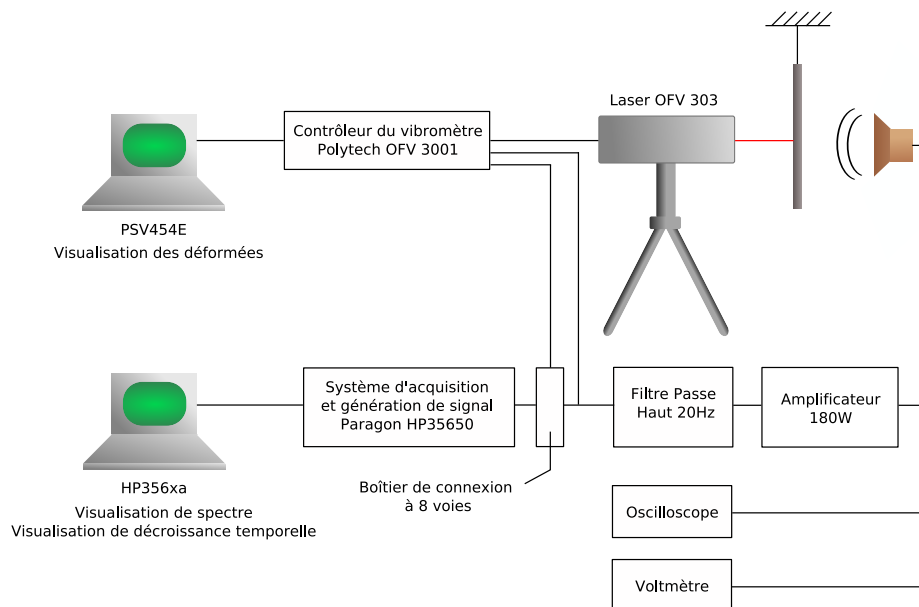 Laser OFV 303
Contrôleur du vibromètre
Polytech OFV 3001
PSV454E
Visualisation des déformées
Système d'acquisition
et génération de signal
Paragon HP35650
Filtre Passe
Haut 20Hz
Amplificateur
180W
HP356xa
Visualisation de spectre
Visualisation de décroissance temporelle
Boîtier de connexion
à 8 voies
Oscilloscope
Voltmètre